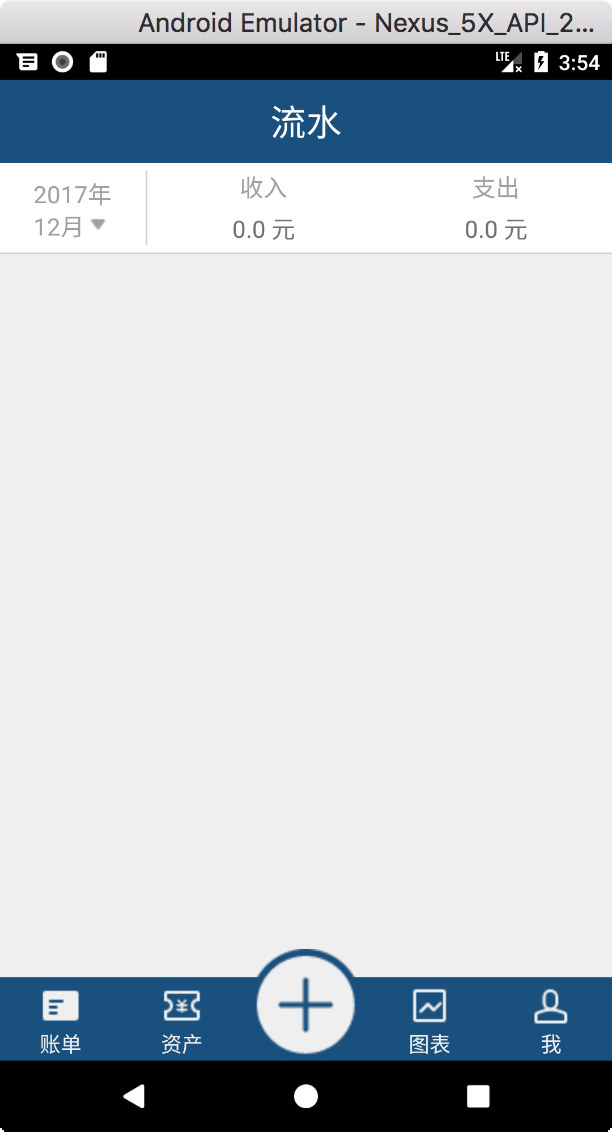 Android Emulator - Nexus_5X_API_2...
LTE
3:54
流水
2017年
12月
收入
0.0 元
支出
0.0 元
账单
资产
图表
我